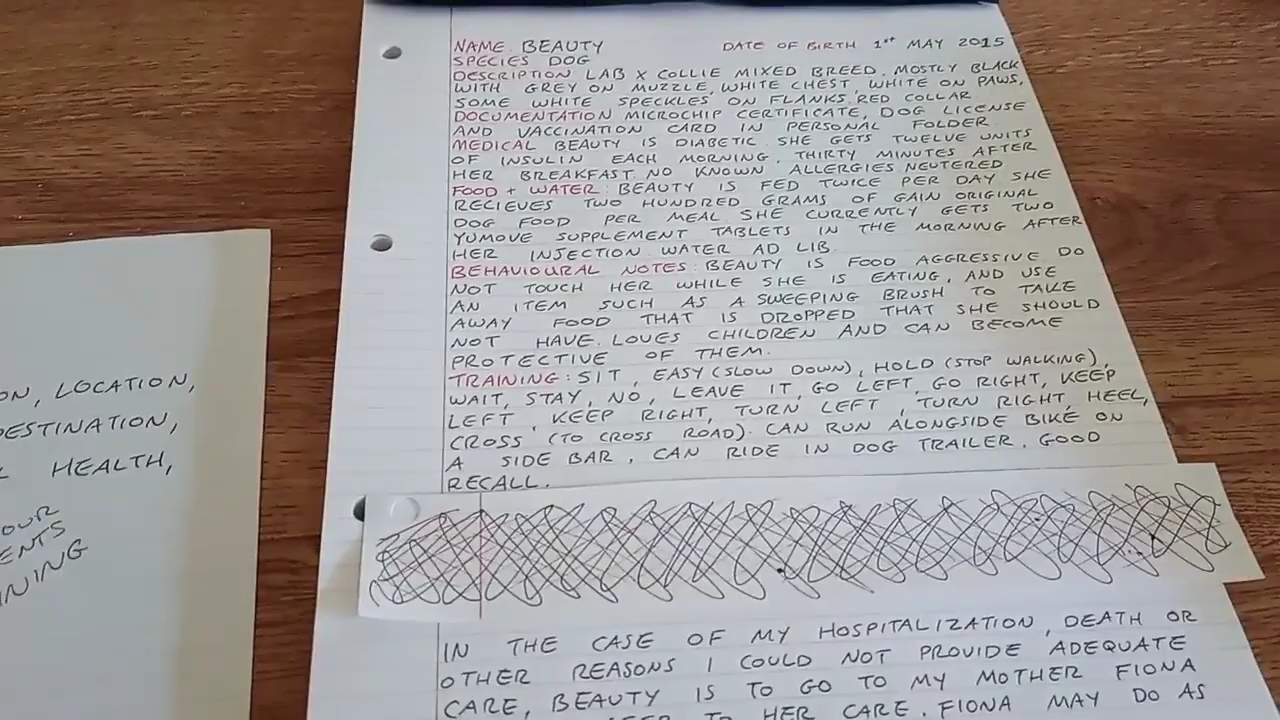 NAME. BEAUTY DATE OF BIRTH 1st MAY 2015
SPECIES DOG
DESCRIPTION LAB X COLLIE MIXED BREED. MOSTLY BLACK
WITH GREY ON MUZZLE, WHITE CHEST, WHITE ON PAWS,
SOME WHITE SPECKLES ON FLANKS. RED COLLAR
DOCUMENTATION MICROCHIP CERTIFICATE, DOG LICENSE
AND VACCINATION CARD IN PERSONAL FOLDER
MEDICAL BEAUTY IS DIABETIC. SHE GETS TWELVE UNITS
OF INSULIN EACH MORNING, THIRTY MINUTES AFTER
HER BREAKFAST. NO KNOWN ALLERGIES NEUTERED
FOOD + WATER: BEAUTY IS FED TWICE PER DAY SHE
RECIEVES TWO HUNDRED GRAMS OF GAIN ORIGINAL
DOG FOOD PER MEAL SHE CURRENTLY GETS TWO
YUMOVE SUPPLEMENT TABLETS IN THE MORNING AFTER
HER INJECTION. WATER AD LIB.
BEHAVIOURAL NOTES: BEAUTY IS FOOD AGGRESSIVE. DO
NOT TOUCH HER WHILE SHE IS EATING, AND USE
AN ITEM SUCH AS A SWEEPING BRUSH TO TAKE
AWAY FOOD THAT IS DROPPED THAT SHE SHOULD
NOT HAVE. LOVES CHILDREN AND CAN BECOME
PROTECTIVE OF THEM.
TRAINING: SIT, EASY (SLOW DOWN), HOLD (STOP WALKING),
WAIT, STAY, NO, LEAVE IT, GO LEFT, GO RIGHT, KEEP
LEFT, KEEP RIGHT, TURN LEFT, TURN RIGHT, HEEL,
CROSS (TO CROSS ROAD). CAN RUN ALONGSIDE BIKE ON
A SIDE BAR, CAN RIDE IN DOG TRAILER. GOOD
RECALL.
IN THE CASE OF MY HOSPITALIZATION, DEATH OR
OTHER REASONS I COULD NOT PROVIDE ADEQUATE
CARE, BEAUTY IS TO GO TO MY MOTHER FIONA
TO HER CARE. FIONA MAY DO AS
ON, LOCATION,
DESTINATION,
HEALTH,